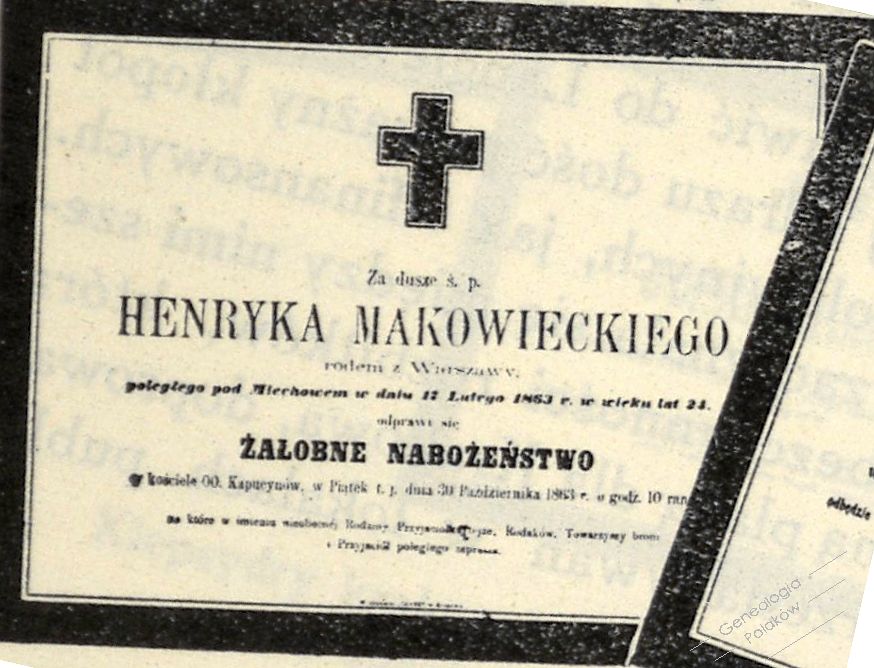 Za dusze ś. p.
HENRYKA MAKOWIECKIEGO
rodem z Warszawy,
poległego pod Miechowem w dniu 17 Lutego 1863 r. w wieku lat 24.
odprawi się
ŻAŁOBNE NABOŻEŃSTWO
w kościele OO. Kapucynów, w Piątek t. j. dnia 30 Października 1863 r. o godz. 10 rano
na które w imieniu nieobecnej Rodziny Rodaków, Towarzyszy broni
i Przyjaciół poległego zaprasza.
odbędzie
Genealogia
Polaków